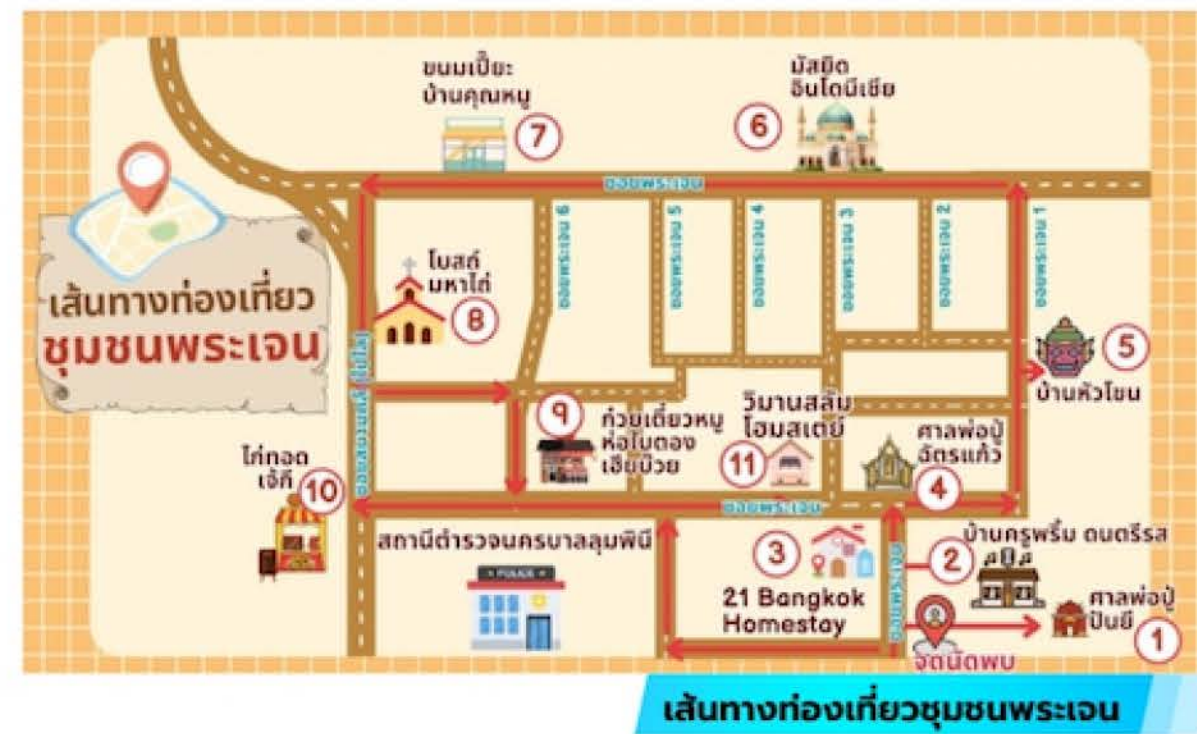 ขนมเปี๊ยะ
บ้านคุณหมู
7
มัสยิด
อินโดนีเซีย
6
ซอยพระเจน
เส้นทางท่องเที่ยว
ชุมชนพระเจน
โบสถ์
มหาไถ่
8
ซอยพระเจน 6
ซอยพระเจน 5
ซอยพระเจน 4
ซอยพระเจน 3
ซอยพระเจน 2
ซอยพระเจน 1
5
บ้านหัวโขน
9
ก๋วยเตี๋ยวหมู
ห่อใบตอง
เฮียป๋วย
วิมานสลัม
โฮมสเตย์
11
ศาลพ่อปู่
ฉัตรแก้ว
4
ไก่ทอด
เจ๊กี
10
ซอยพระเจน
สถานีตำรวจนครบาลลุมพินี
POLICE
3
21 Bangkok
Homestay
ซอยพระเจน
2
บ้านครูพริ้ม ดนตรีรส
ศาลพ่อปู่
ปันยี
1
จุดนัดพบ
เส้นทางท่องเที่ยวชุมชนพระเจน